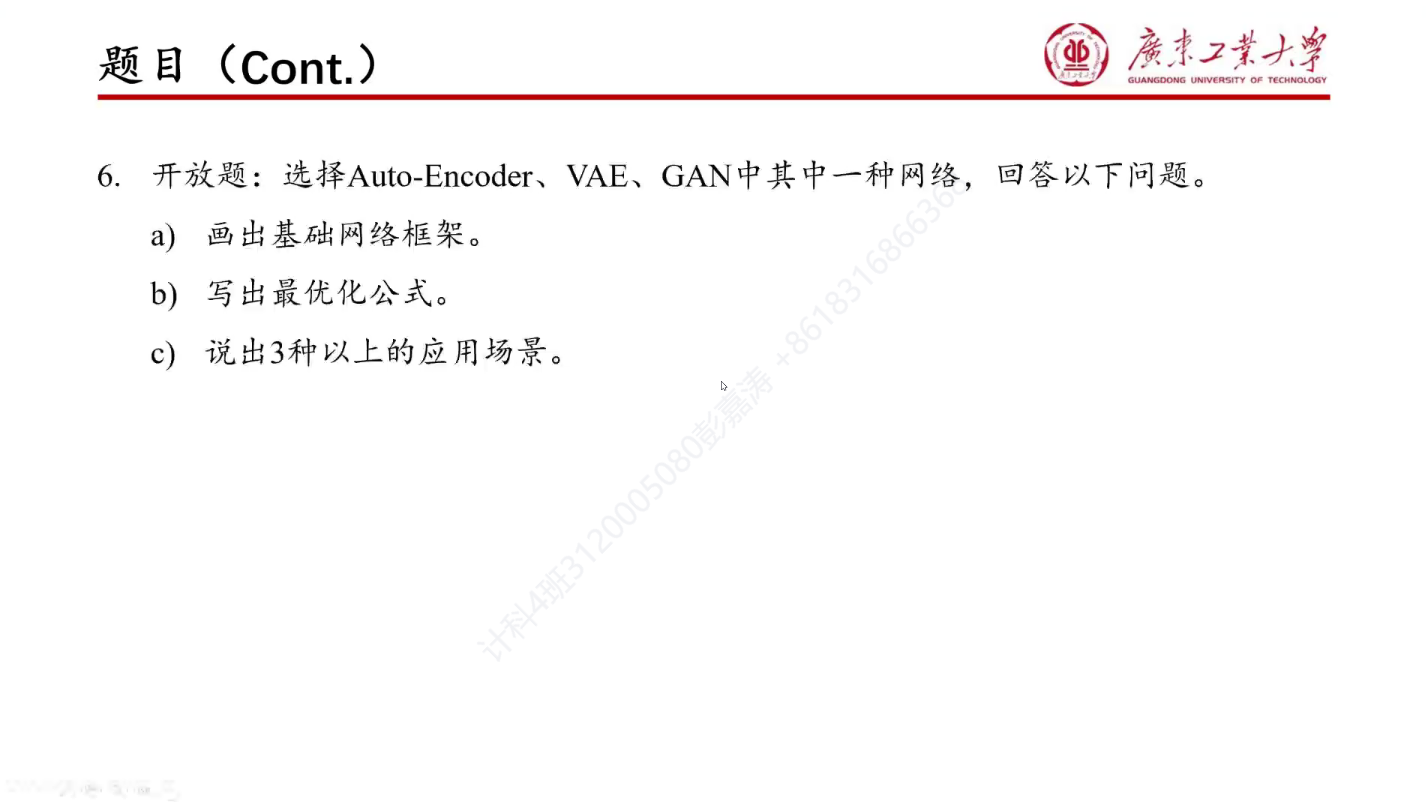 题目（Cont.）
廣東工業大學
GUANGDONG UNIVERSITY OF TECHNOLOGY
6. 开放题：选择Auto-Encoder、VAE、GAN中其中一种网络，回答以下问题。
a) 画出基础网络框架。
b) 写出最优化公式。
c) 说出3种以上的应用场景。
计科4班3120005080彭嘉涛 +8618316866368